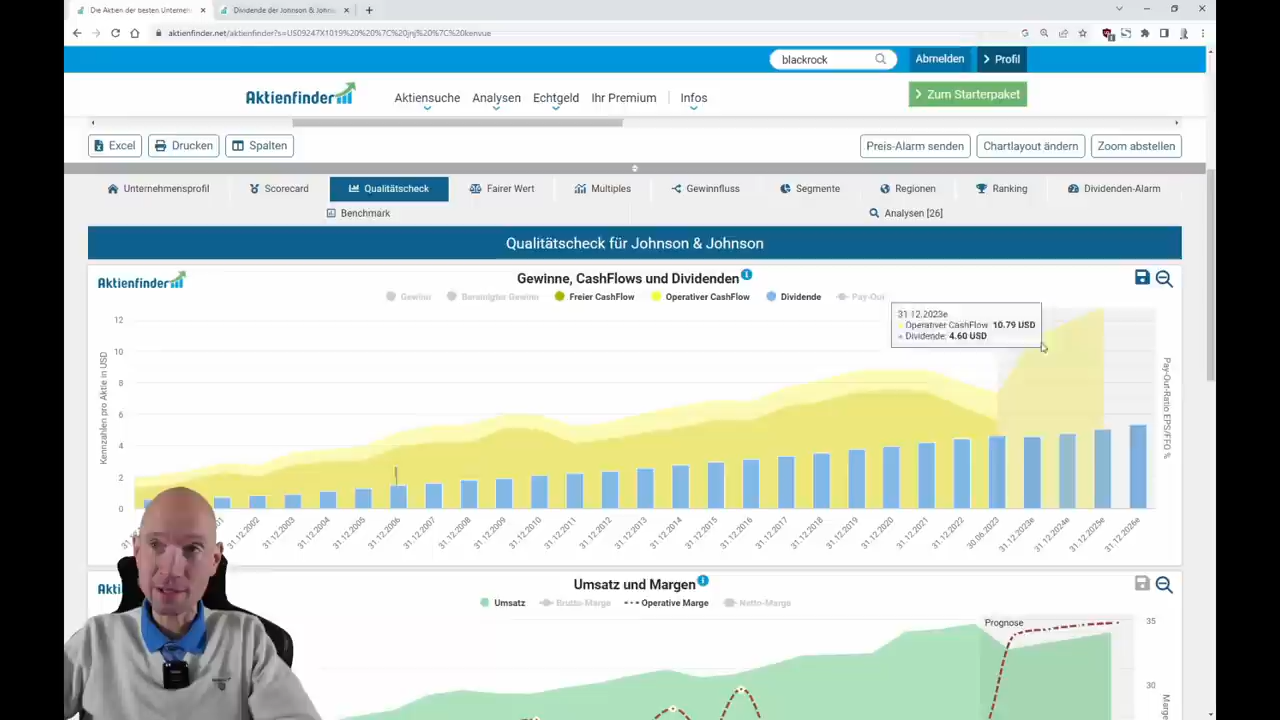 Die Aktien der besten Unterneh
Dividende der Johnson & Johns
aktienfinder.net/aktienfinder?s=US09247X1019%20%20%7C%20jnj%20%7C%20kenvue
blackrock
Abmelden
Profil
Aktienfinder
Aktiensuche
Analysen
Echtgeld
Ihr Premium
Infos
Zum Starterpaket
Excel
Drucken
Spalten
Preis-Alarm senden
Chartlayout ändern
Zoom abstellen
Unternehmensprofil
Scorecard
Qualitätscheck
Fairer Wert
Multiples
Gewinnfluss
Segmente
Regionen
Ranking
Dividenden-Alarm
Benchmark
Analysen [26]
Qualitätscheck für Johnson & Johnson
Aktienfinder
Gewinne, CashFlows und Dividenden
Gewinn
Bereinigter Gewinn
Freier CashFlow
Operativer CashFlow
Dividende
Pay-Out
31.12.2023e
Operativer CashFlow: 10.79 USD
Dividende: 4.60 USD
12
10
8
6
4
2
0
Kennzahlen pro Aktie in USD
Pay-Out-Ratio EPS/FFO %
31.12.2002
31.12.2003
31.12.2004
31.12.2005
31.12.2006
31.12.2007
31.12.2008
31.12.2009
31.12.2010
31.12.2011
31.12.2012
31.12.2013
31.12.2014
31.12.2015
31.12.2016
31.12.2017
31.12.2018
31.12.2019
31.12.2020
31.12.2021
31.12.2022
30.06.2023
31.12.2023e
31.12.2024e
31.12.2025e
31.12.2026e
Akti
Umsatz und Margen
Umsatz
Brutto-Marge
Operative Marge
Netto-Marge
Prognose
35
30
Marge